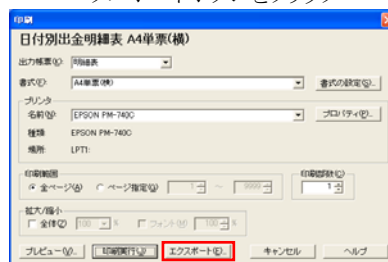 印刷
日付別出金明細表 A4単票(横)
出力帳票(O): 明細表
書式(E): A4単票(横) 書式の設定(S)...
プリンタ
名前(N): EPSON PM-740C プロパティ(P)...
種類 EPSON PM-740C
場所: LPT1:
印刷範囲 印刷部数(C)
全ページ(A) ページ指定(G) 1 ～ 9999 1
拡大/縮小
全体(Z) 100 % フォント(F) 100 %
プレビュー(V)... 印刷実行(J) エクスポート(E)... キャンセル ヘルプ